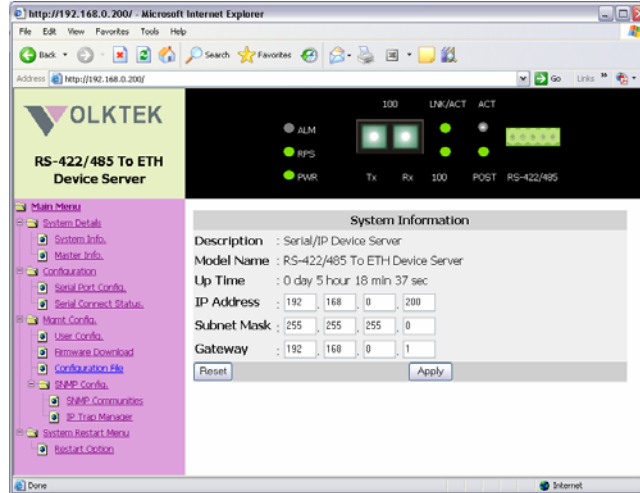 http://192.168.0.200/ - Microsoft Internet Explorer
File Edit View Favorites Tools Help
Back Search Favorites
Address http://192.168.0.200/ Go Links
VOLKTEK
RS-422/485 To ETH
Device Server
100 LNK/ACT ACT
ALM
RPS
PWR Tx Rx 100 POST RS-422/485
Main Menu
System Details
System Info.
Master Info.
Configuration
Serial Port Config.
Serial Connect Status.
Mgmt Config.
User Config.
Firmware Download
Configuration File
SNMP Config.
SNMP Communities
IP Trap Manager
System Restart Menu
Restart Option
System Information
Description : Serial/IP Device Server
Model Name : RS-422/485 To ETH Device Server
Up Time : 0 day 5 hour 18 min 37 sec
IP Address : 192 . 168 . 0 . 200
Subnet Mask : 255 . 255 . 255 . 0
Gateway : 192 . 168 . 0 . 1
Reset Apply
Done Internet